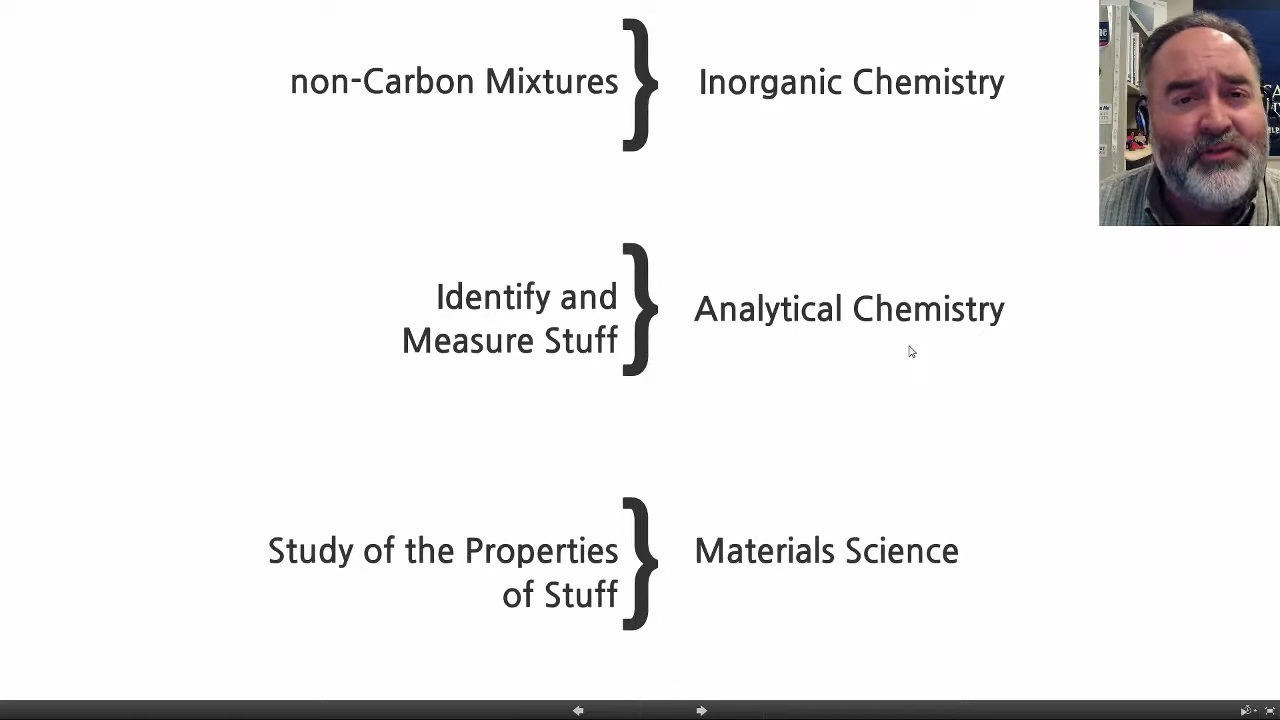 non-Carbon Mixtures
Inorganic Chemistry
Identify and
Measure Stuff
Analytical Chemistry
Study of the Properties
of Stuff
Materials Science